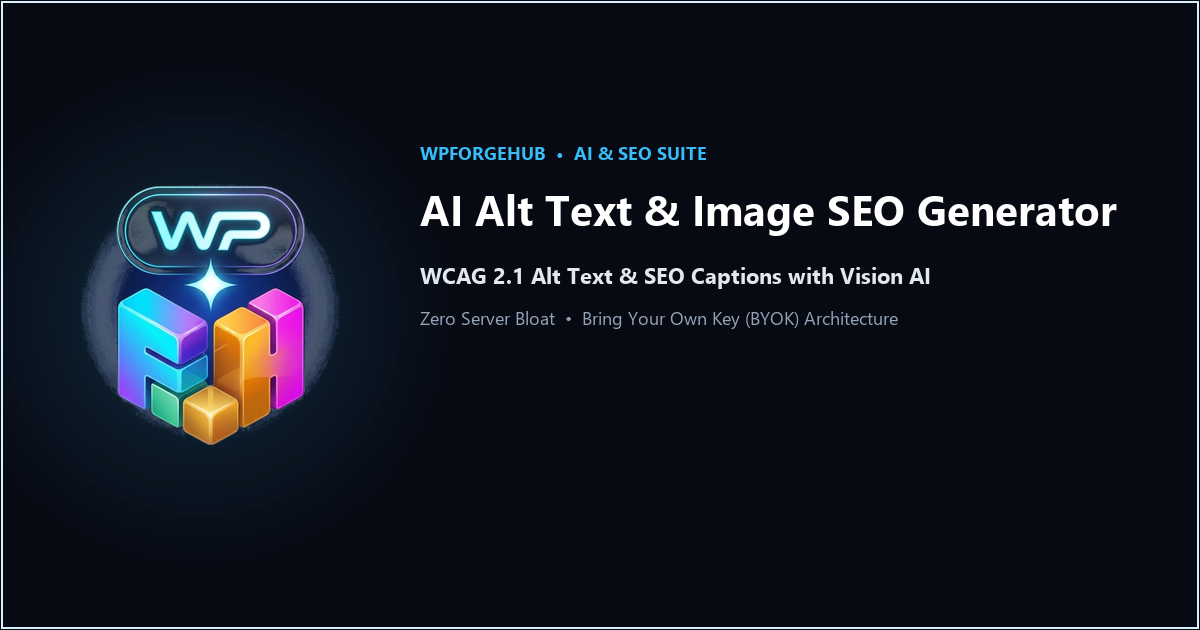 WP
FH
WPFORGEHUB • AI & SEO SUITE
AI Alt Text & Image SEO Generator
WCAG 2.1 Alt Text & SEO Captions with Vision AI
Zero Server Bloat • Bring Your Own Key (BYOK) Architecture